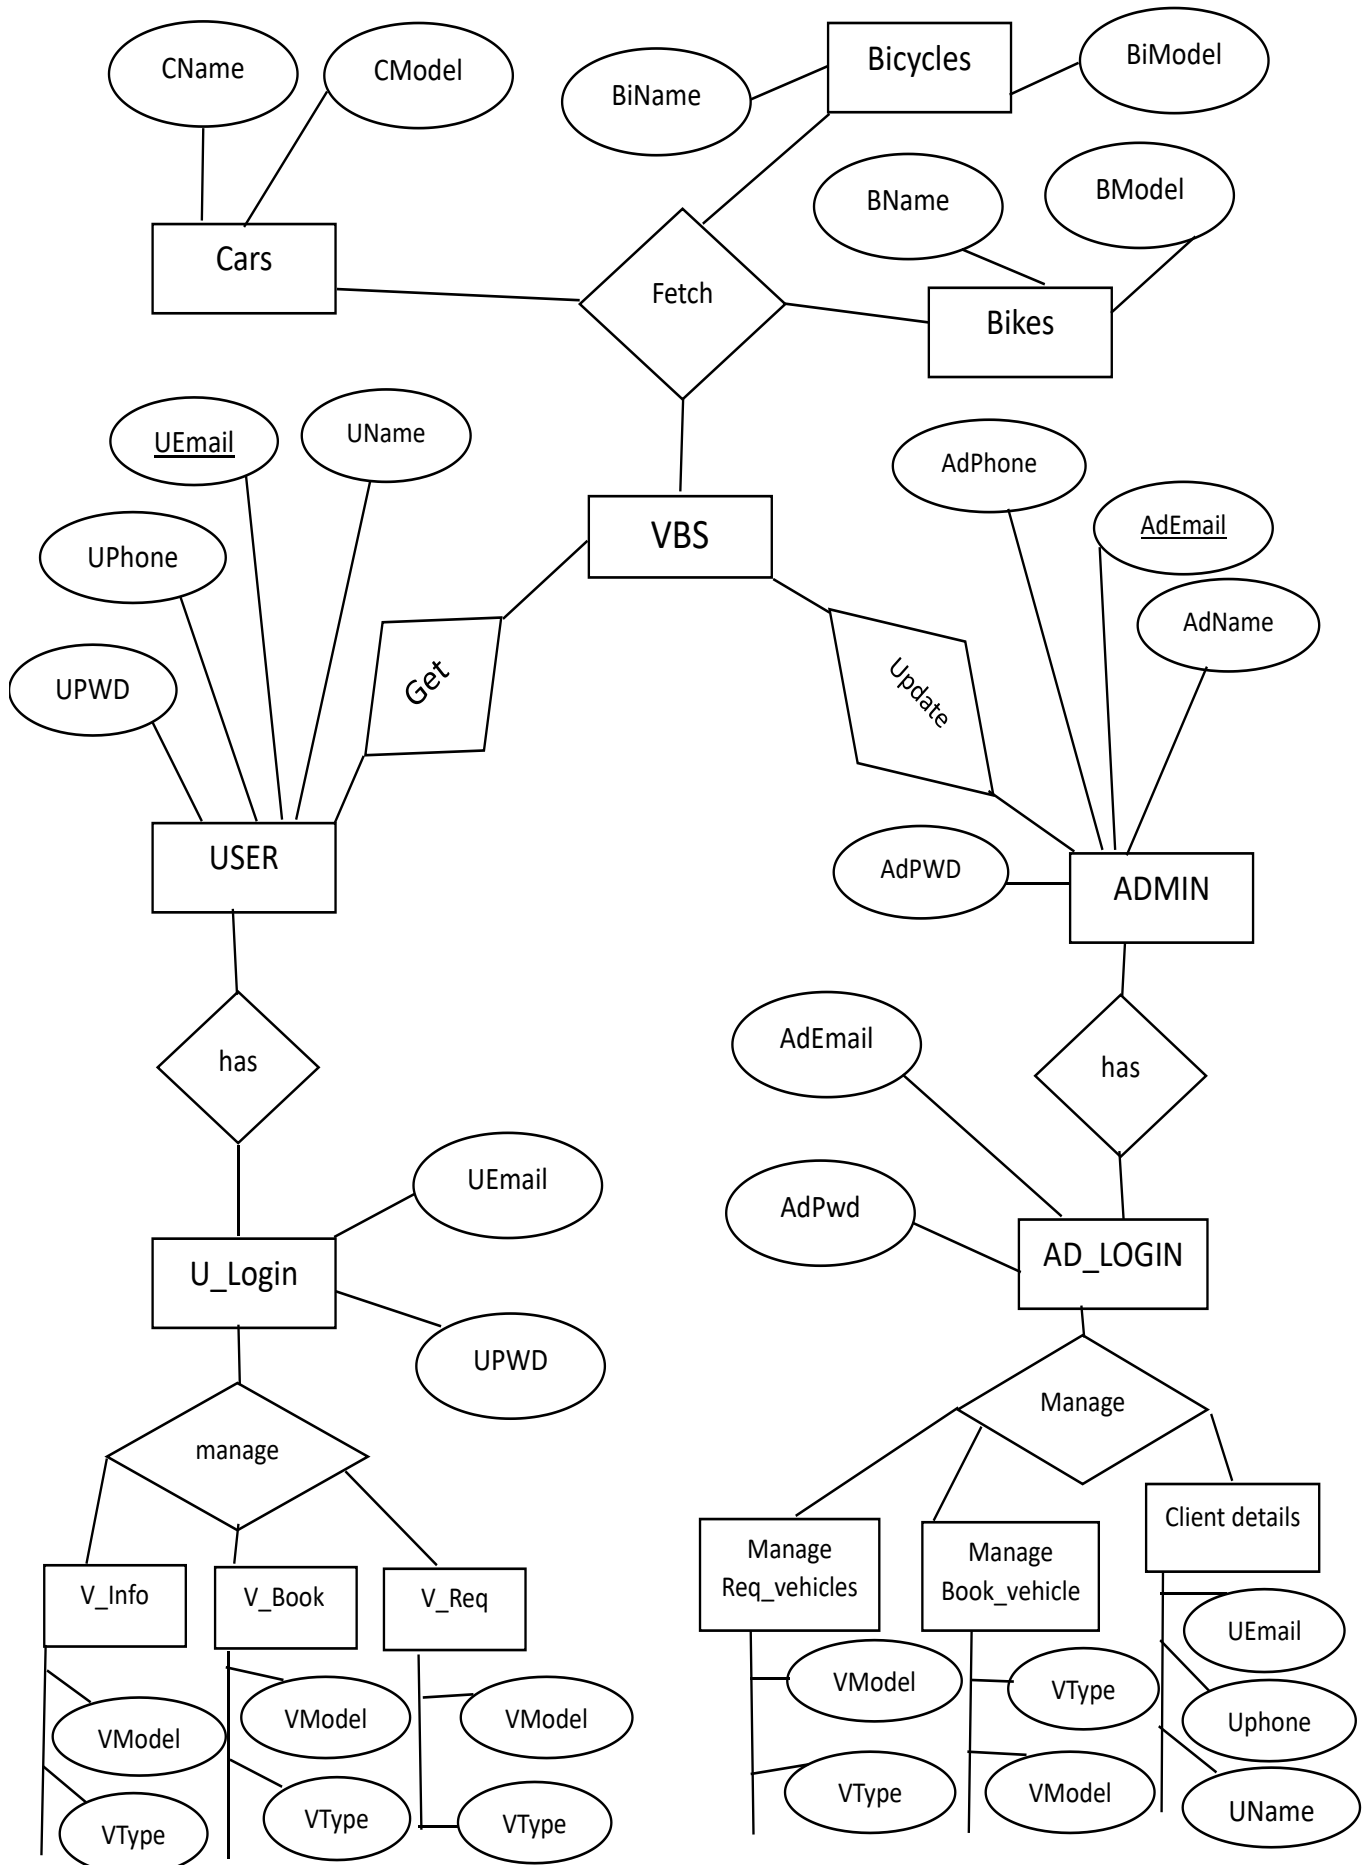 CName
CModel
Bicycles
BiModel
BiName
BName
BModel
Cars
Fetch
Bikes
UEmail
UName
AdPhone
AdEmail
VBS
UPhone
AdName
UPWD
Get
Update
USER
AdPWD
ADMIN
has
AdEmail
has
UEmail
AdPwd
U_Login
AD_LOGIN
UPWD
manage
Manage
Client details
Manage
Req_vehicles
Manage
Book_vehicle
V_Info
V_Book
V_Req
UEmail
VModel
VType
VModel
VModel
VModel
Uphone
VType
VModel
UName
VType
VType
VType